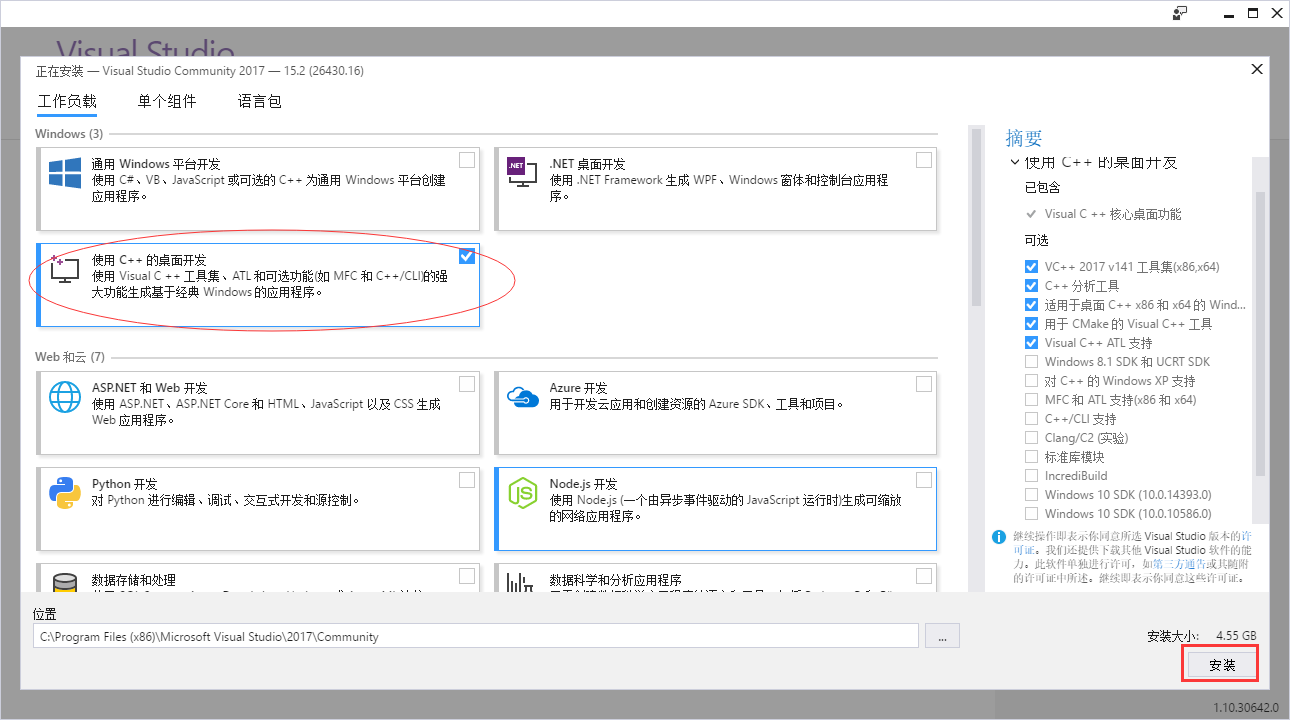 Visual Studio
正在安装 — Visual Studio Community 2017 — 15.2 (26430.16)
工作负载
单个组件
语言包
Windows (3)
通用 Windows 平台开发
使用 C#、VB、JavaScript 或可选的 C++ 为通用 Windows 平台创建
应用程序。
.NET
.NET 桌面开发
使用 .NET Framework 生成 WPF、Windows 窗体和控制台应用程
序。
使用 C++ 的桌面开发
使用 Visual C ++ 工具集、ATL 和可选功能(如 MFC 和 C++/CLI)的强
大功能生成基于经典 Windows 的应用程序。
Web 和云 (7)
ASP.NET 和 Web 开发
使用 ASP.NET、ASP.NET Core 和 HTML、JavaScript 以及 CSS 生成
Web 应用程序。
Azure 开发
用于开发云应用和创建资源的 Azure SDK、工具和项目。
Python 开发
对 Python 进行编辑、调试、交互式开发和源控制。
JS
Node.js 开发
使用 Node.js (一个由异步事件驱动的 JavaScript 运行时)生成可缩放
的网络应用程序。
数据存储和处理
数据科学和分析应用程序
摘要
使用 C++ 的桌面开发
已包含
Visual C ++ 核心桌面功能
可选
VC++ 2017 v141 工具集(x86,x64)
C++ 分析工具
适用于桌面 C++ x86 和 x64 的 Wind...
用于 CMake 的 Visual C++ 工具
Visual C++ ATL 支持
Windows 8.1 SDK 和 UCRT SDK
对 C++ 的 Windows XP 支持
MFC 和 ATL 支持(x86 和 x64)
C++/CLI 支持
Clang/C2 (实验)
标准库模块
IncrediBuild
Windows 10 SDK (10.0.14393.0)
Windows 10 SDK (10.0.10586.0)
继续操作即表示你同意所选 Visual Studio 版本的许
可证。我们还提供下载其他 Visual Studio 软件的能
力。此软件单独进行许可，如第三方通告或其随附
的许可证中所述。继续即表示你同意这些许可证。
位置
C:\Program Files (x86)\Microsoft Visual Studio\2017\Community
...
安装大小: 4.55 GB
安装
1.10.30642.0